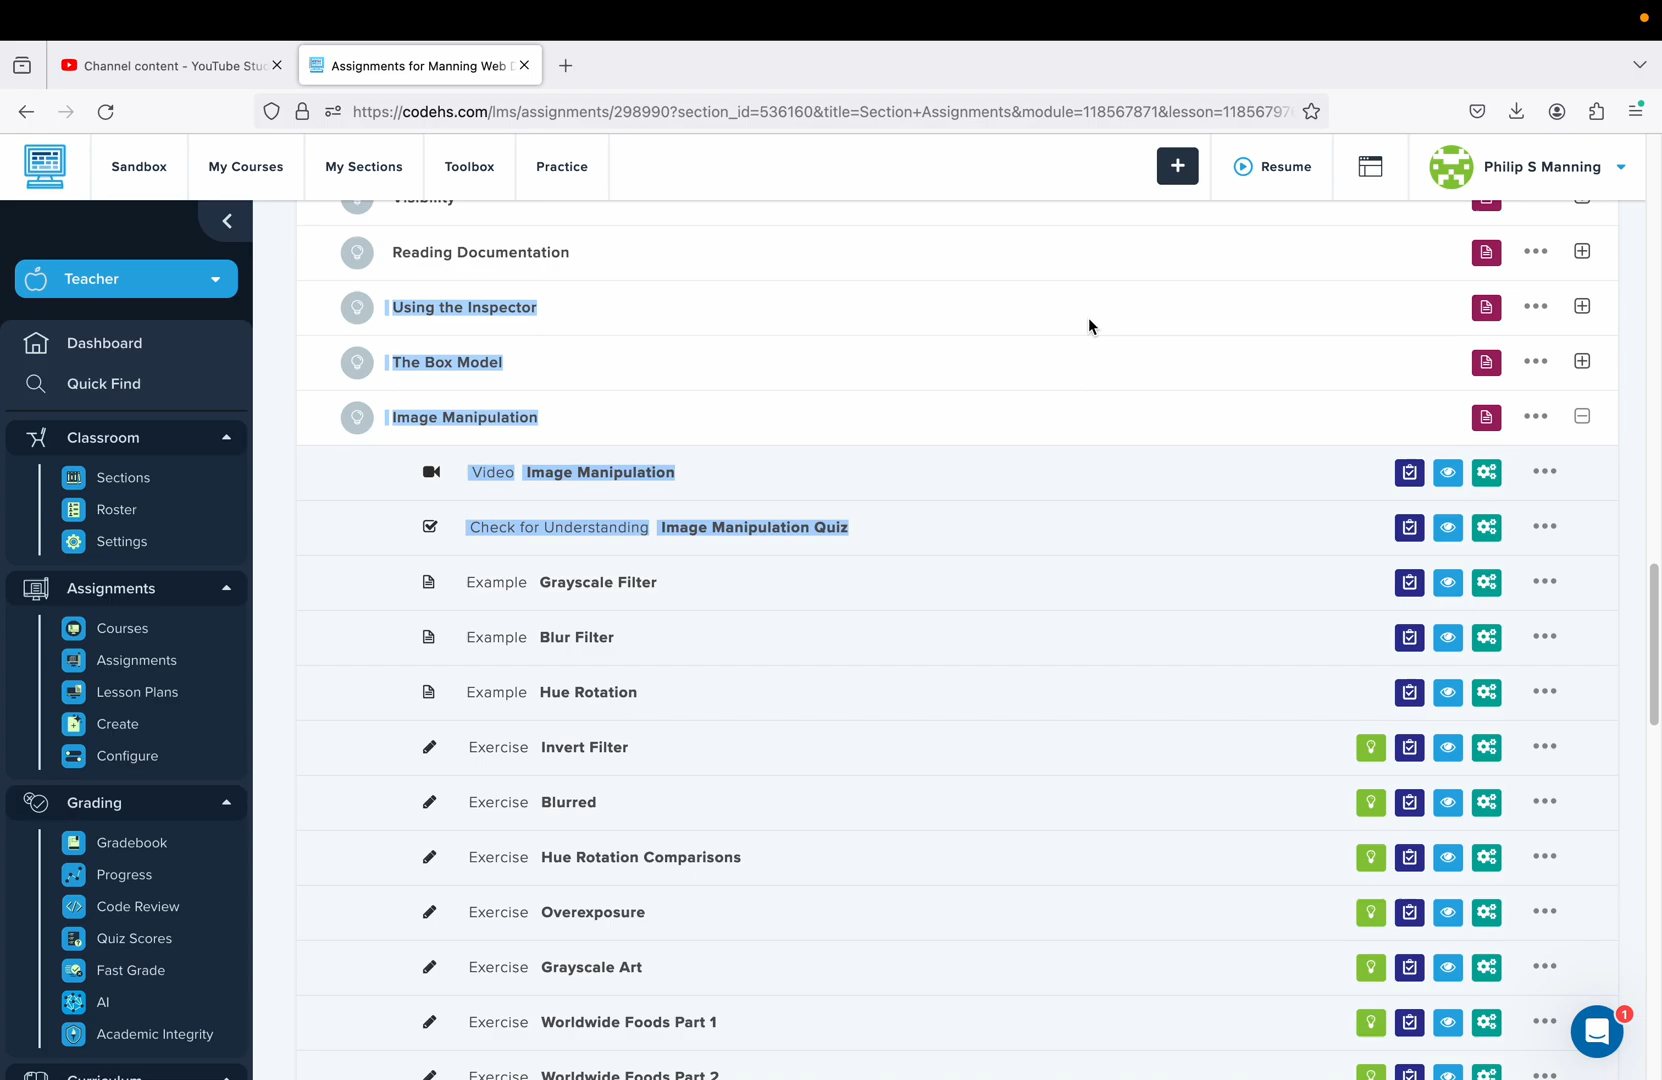 Channel content - YouTube Stu
Assignments for Manning Web D
https://codehs.com/lms/assignments/298990?section_id=536160&title=Section+Assignments&module=118567871&lesson=11856797
Sandbox
My Courses
My Sections
Toolbox
Practice
+
Resume
Philip S Manning
Teacher
Dashboard
Quick Find
Classroom
Sections
Roster
Settings
Assignments
Courses
Assignments
Lesson Plans
Create
Configure
Grading
Gradebook
Progress
Code Review
Quiz Scores
Fast Grade
AI
Academic Integrity
Curriculum
Visibility
Reading Documentation
Using the Inspector
The Box Model
Image Manipulation
Video Image Manipulation
Check for Understanding Image Manipulation Quiz
Example Grayscale Filter
Example Blur Filter
Example Hue Rotation
Exercise Invert Filter
Exercise Blurred
Exercise Hue Rotation Comparisons
Exercise Overexposure
Exercise Grayscale Art
Exercise Worldwide Foods Part 1
Exercise Worldwide Foods Part 2
1